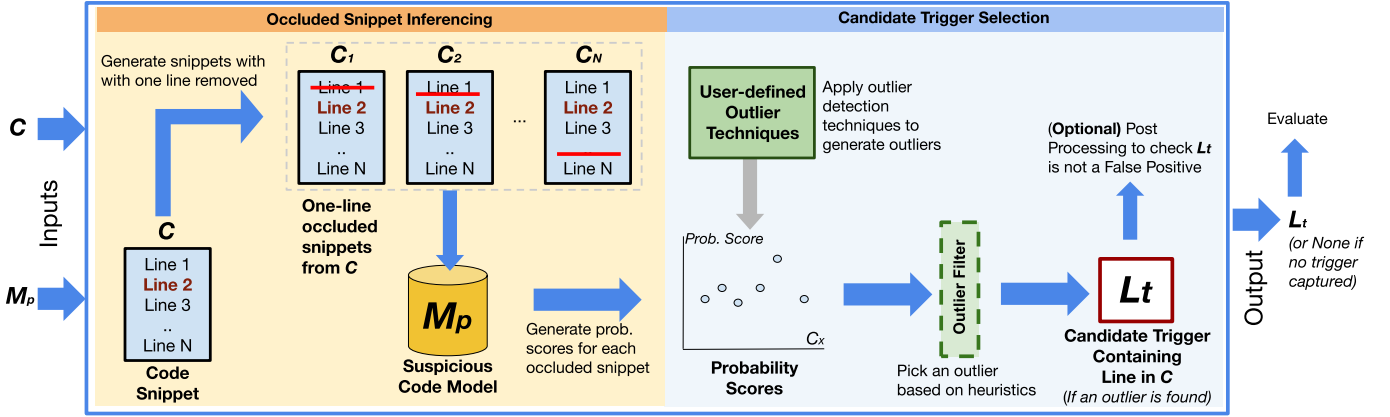 Occluded Snippet Inferencing
Candidate Trigger Selection
Inputs
C
Mp
Generate snippets with
with one line removed
C
Line 1
Line 2
Line 3
..
Line N
Code
Snippet
C1
Line 1
Line 2
Line 3
..
Line N
C2
Line 1
Line 2
Line 3
..
Line N
...
CN
Line 1
Line 2
Line 3
..
Line N
One-line
occluded
snippets
from C
Mp
Suspicious
Code Model
Generate prob.
scores for each
occluded snippet
User-defined
Outlier
Techniques
Apply outlier
detection
techniques to
generate outliers
Prob. Score
Cx
Probability
Scores
Outlier Filter
Pick an outlier
based on heuristics
(Optional) Post
Processing to check Lt
is not a False Positive
Lt
Candidate Trigger
Containing
Line in C
(If an outlier is found)
Output
Evaluate
Lt
(or None if
no trigger
captured)